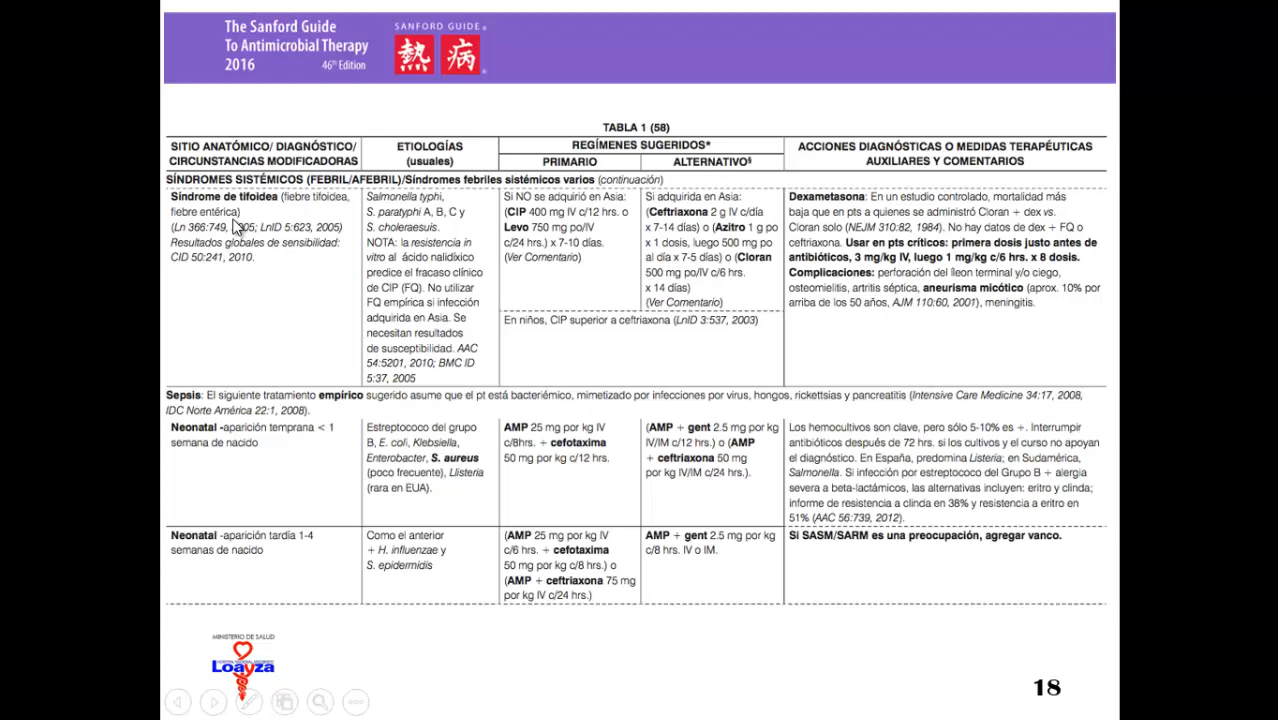 The Sanford Guide
To Antimicrobial Therapy
2016 46th Edition
SANFORD GUIDE®
熱 病
TABLA 1 (58)
SITIO ANATÓMICO/ DIAGNÓSTICO/
CIRCUNSTANCIAS MODIFICADORAS
ETIOLOGÍAS
(usuales)
REGÍMENES SUGERIDOS*
PRIMARIO
ALTERNATIVO§
ACCIONES DIAGNÓSTICAS O MEDIDAS TERAPÉUTICAS
AUXILIARES Y COMENTARIOS
SÍNDROMES SISTÉMICOS (FEBRIL/AFEBRIL)/Síndromes febriles sistémicos varios (continuación)
Síndrome de tifoidea (fiebre tifoidea,
fiebre entérica)
(Ln 366:749, 05; LnID 5:623, 2005)
Resultados globales de sensibilidad:
CID 50:241, 2010.
Salmonella typhi,
S. paratyphi A, B, C y
S. choleraesuis.
NOTA: la resistencia in
vitro al ácido nalidíxico
predice el fracaso clínico
de CIP (FQ). No utilizar
FQ empírica si infección
adquirida en Asia. Se
necesitan resultados
de susceptibilidad. AAC
54:5201, 2010; BMC ID
5:37, 2005
Si NO se adquirió en Asia:
(CIP 400 mg IV c/12 hrs. o
Levo 750 mg po/IV
c/24 hrs.) x 7-10 días.
(Ver Comentario)
Si adquirida en Asia:
(Ceftriaxona 2 g IV c/día
x 7-14 días) o (Azitro 1 g po
x 1 dosis, luego 500 mg po
al día x 7-5 días) o (Cloran
500 mg po/IV c/6 hrs.
x 14 días)
(Ver Comentario)
En niños, CIP superior a ceftriaxona (LnID 3:537, 2003)
Dexametasona: En un estudio controlado, mortalidad más
baja que en pts a quienes se administró Cloran + dex vs.
Cloran solo (NEJM 310:82, 1984). No hay datos de dex + FQ o
ceftriaxona. Usar en pts críticos: primera dosis justo antes de
antibióticos, 3 mg/kg IV, luego 1 mg/kg c/6 hrs. x 8 dosis.
Complicaciones: perforación del íleon terminal y/o ciego,
osteomielitis, artritis séptica, aneurisma micótico (aprox. 10% por
arriba de los 50 años, AJM 110:60, 2001), meningitis.
Sepsis: El siguiente tratamiento empírico sugerido asume que el pt está bacteriémico, mimetizado por infecciones por virus, hongos, rickettsias y pancreatitis (Intensive Care Medicine 34:17, 2008,
IDC Norte América 22:1, 2008).
Neonatal -aparición temprana < 1
semana de nacido
Estreptococo del grupo
B, E. coli, Klebsiella,
Enterobacter, S. aureus
(poco frecuente), Llisteria
(rara en EUA).
AMP 25 mg por kg IV
c/8hrs. + cefotaxima
50 mg por kg c/12 hrs.
(AMP + gent 2.5 mg por kg
IV/IM c/12 hrs.) o (AMP
+ ceftriaxona 50 mg
por kg IV/IM c/24 hrs.).
Los hemocultivos son clave, pero sólo 5-10% es +. Interrumpir
antibióticos después de 72 hrs. si los cultivos y el curso no apoyan
el diagnóstico. En España, predomina Listeria; en Sudamérica,
Salmonella. Si infección por estreptococo del Grupo B + alergia
severa a beta-lactámicos, las alternativas incluyen: eritro y clinda;
informe de resistencia a clinda en 38% y resistencia a eritro en
51% (AAC 56:739, 2012).
Neonatal -aparición tardía 1-4
semanas de nacido
Como el anterior
+ H. influenzae y
S. epidermidis
(AMP 25 mg por kg IV
c/6 hrs. + cefotaxima
50 mg por kg c/8 hrs.) o
(AMP + ceftriaxona 75 mg
por kg IV c/24 hrs.)
AMP + gent 2.5 mg por kg
c/8 hrs. IV o IM.
Si SASM/SARM es una preocupación, agregar vanco.
MINISTERIO DE SALUD
Loayza
18